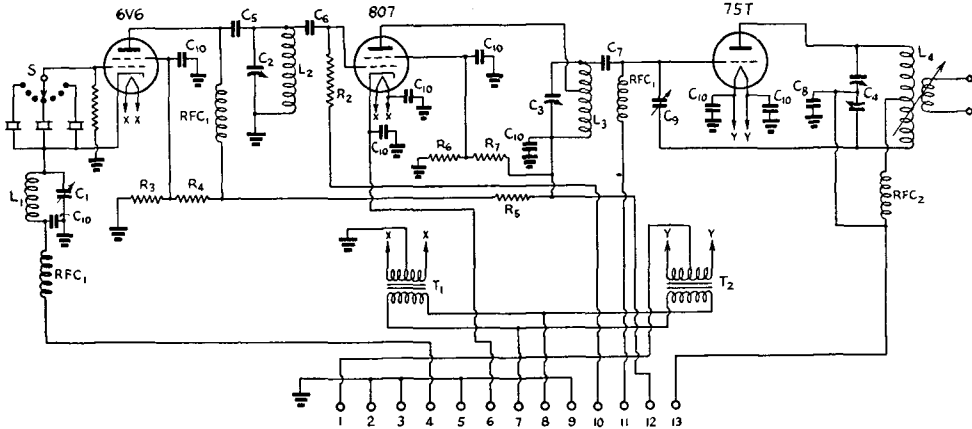 6V6
807
75T
C5
C6
C10
C2
L2
R2
C10
C7
L4
S
X X
RFC1
C10
X X
C10
C3
L3
RFC1
C9
C10
C10
C8
C4
Y Y
R6
R7
C10
L1
C1
C10
R3
R4
R5
RFC2
RFC1
X X
T1
Y Y
T2
1 2 3 4 5 6 7 8 9 10 11 12 13